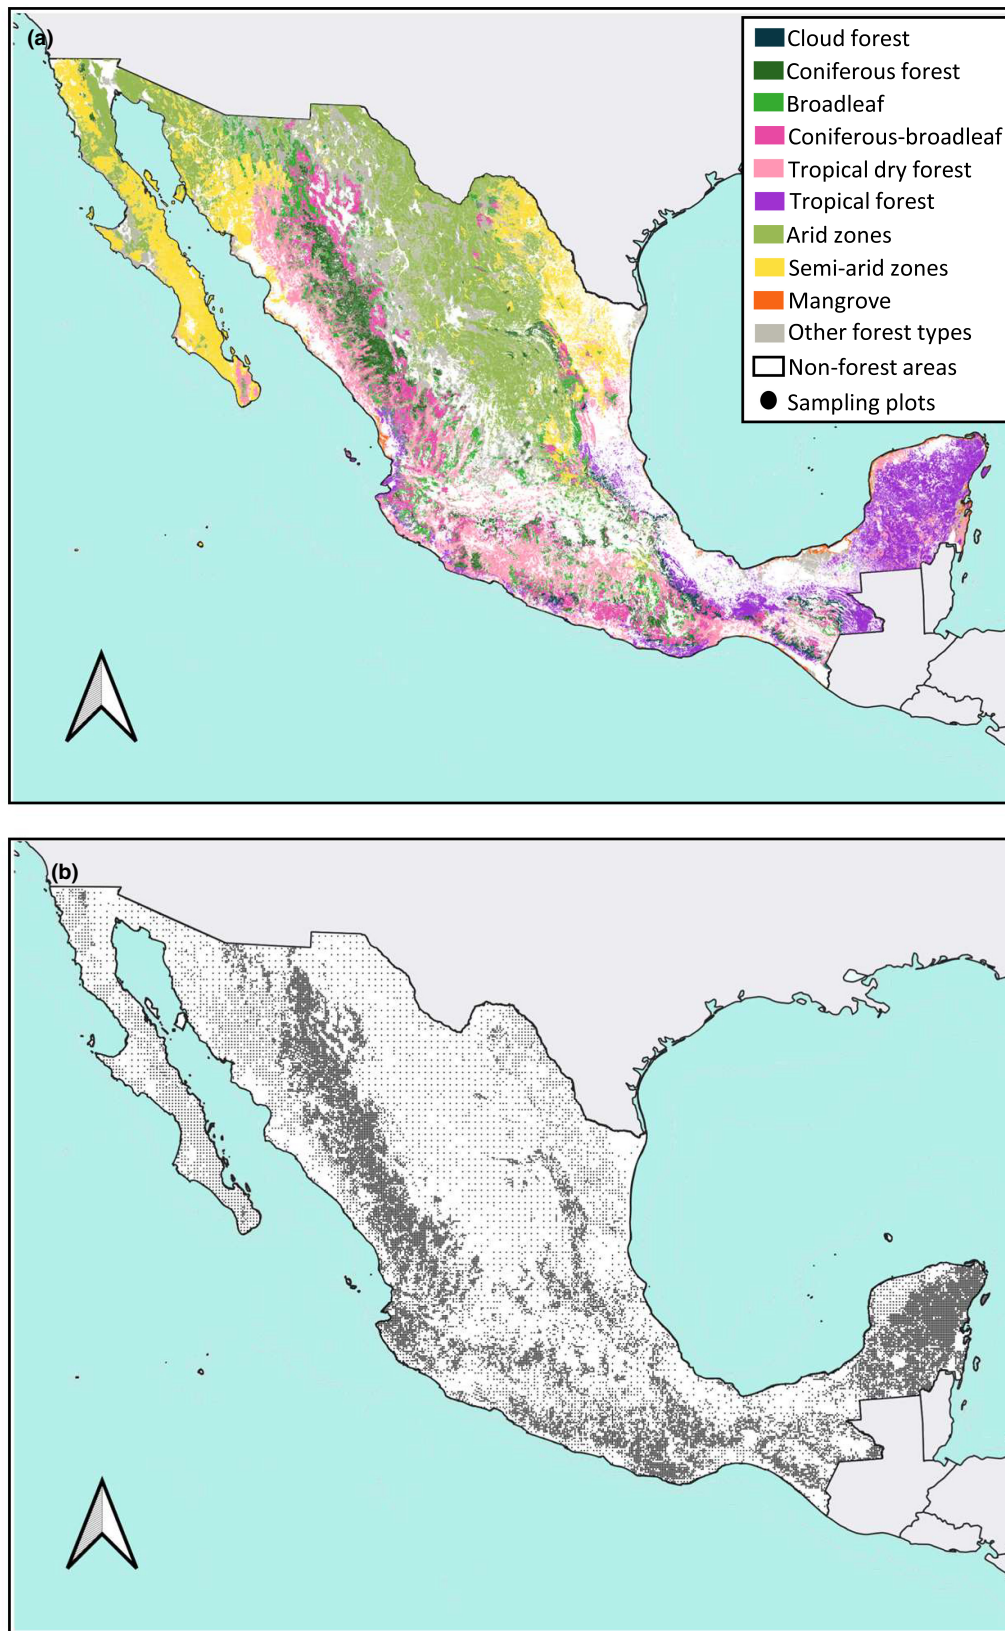 (a)
Cloud forest
Coniferous forest
Broadleaf
Coniferous-broadleaf
Tropical dry forest
Tropical forest
Arid zones
Semi-arid zones
Mangrove
Other forest types
Non-forest areas
Sampling plots
(b)